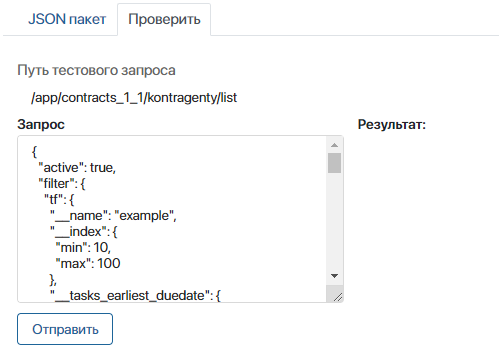 JSON пакет Проверить
Путь тестового запроса
/app/contracts_1_1/kontragenty/list
Запрос Результат:
{
"active": true,
"filter": {
"tf": {
"__name": "example",
"__index": {
"min": 10,
"max": 100
},
"__tasks_earliest_duedate": {
Отправить